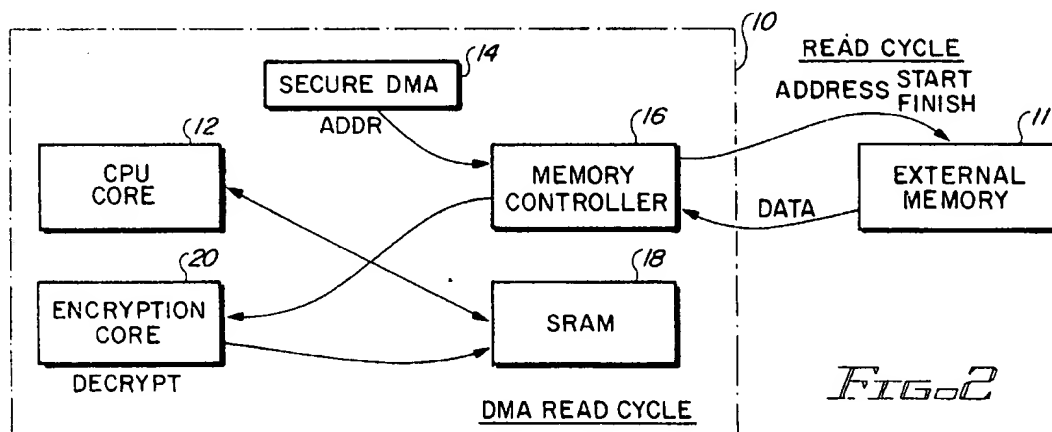 10
READ CYCLE
ADDRESS START
FINISH
14
SECURE DMA
ADDR
12
CPU
CORE
16
MEMORY
CONTROLLER
11
EXTERNAL
MEMORY
DATA
20
ENCRYPTION
CORE
DECRYPT
18
SRAM
DMA READ CYCLE
FIG. 2